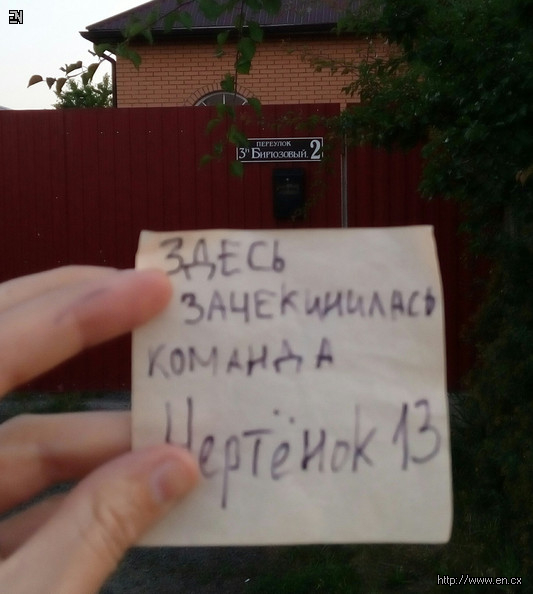 EN
ПЕРЕУЛОК
3й Бирюзовый, 2
ЗДЕСЬ
ЗАЧЕКИНИЛАСЬ
КОМАНДА
Чертёнок 13
http://www.en.cx